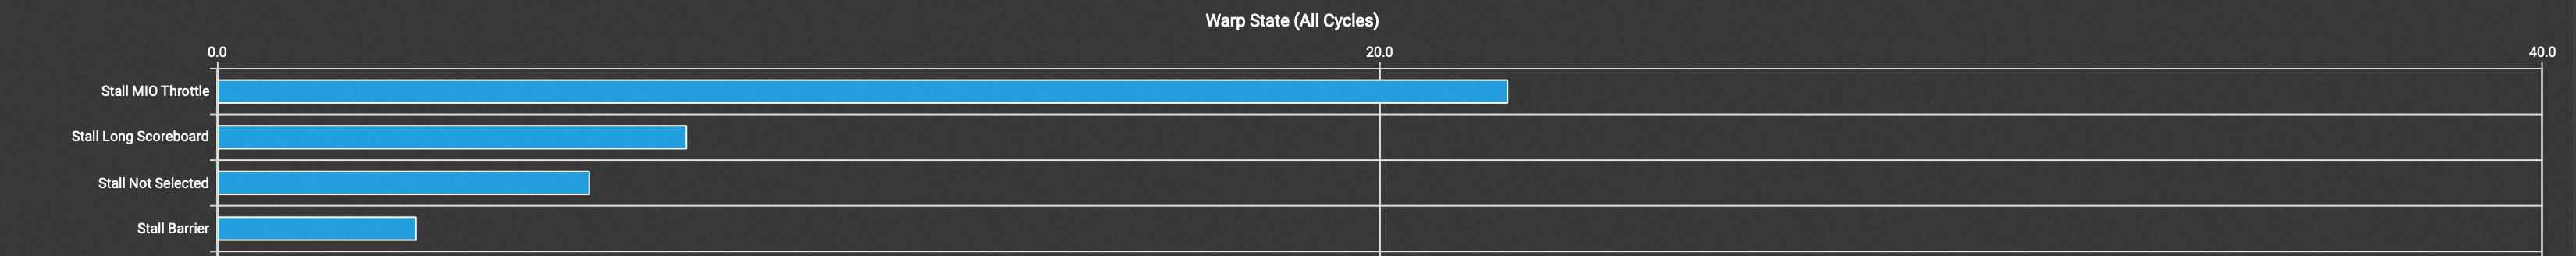 Warp State (All Cycles)
0.0 20.0 40.0
Stall MIO Throttle
Stall Long Scoreboard
Stall Not Selected
Stall Barrier